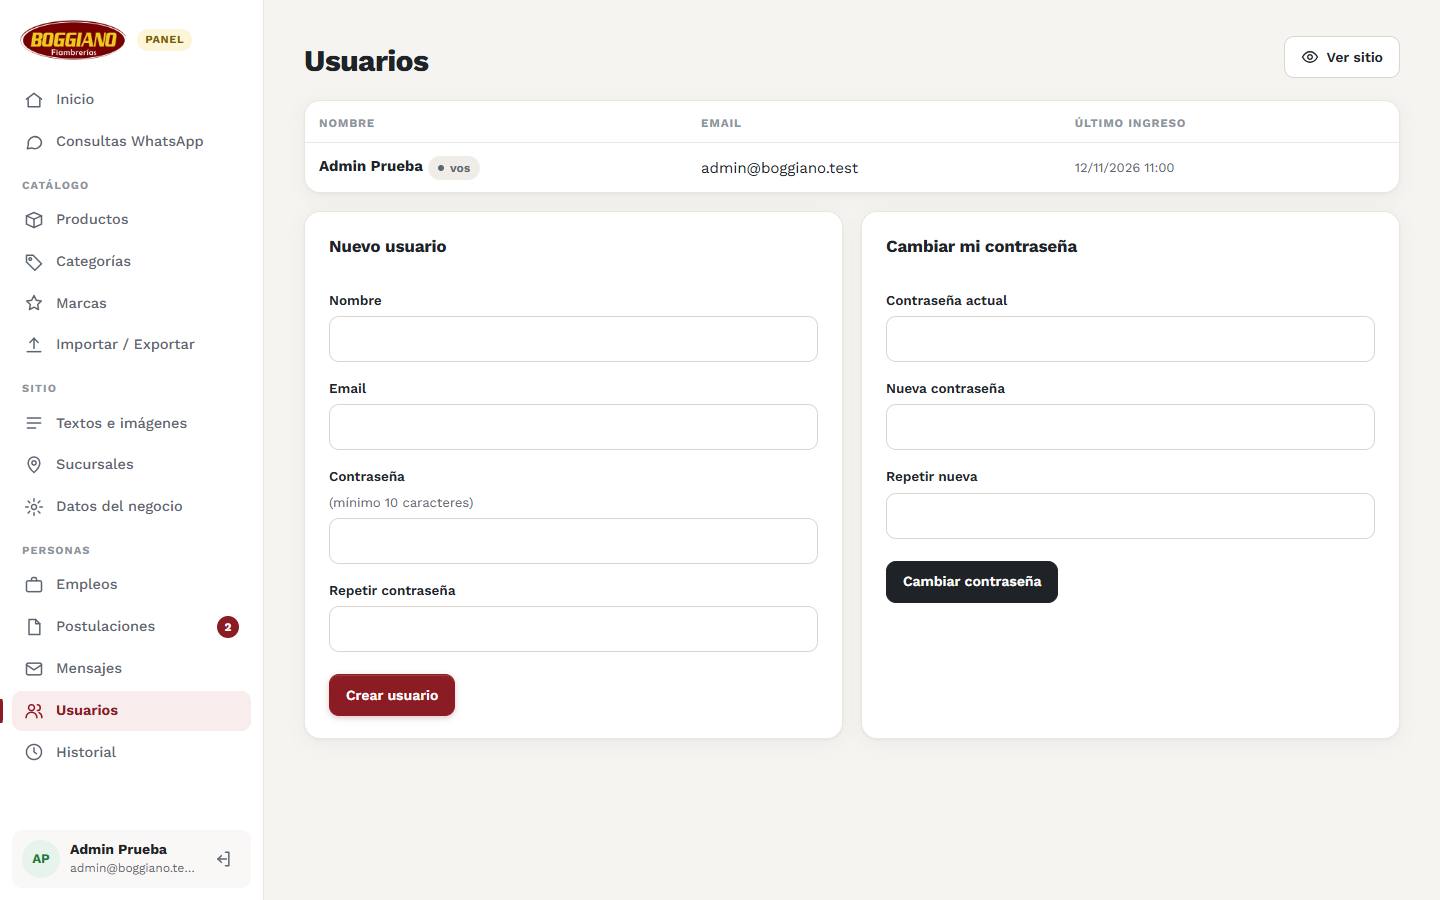 BOGGIANO
Fiambrerías
PANEL
Inicio
Consultas WhatsApp
CATÁLOGO
Productos
Categorías
Marcas
Importar / Exportar
SITIO
Textos e imágenes
Sucursales
Datos del negocio
PERSONAS
Empleos
Postulaciones 2
Mensajes
Usuarios
Historial
AP
Admin Prueba
admin@boggiano.te...
Usuarios
Ver sitio
NOMBRE EMAIL ÚLTIMO INGRESO
Admin Prueba vos admin@boggiano.test 12/11/2026 11:00
Nuevo usuario
Nombre
Email
Contraseña
(mínimo 10 caracteres)
Repetir contraseña
Crear usuario
Cambiar mi contraseña
Contraseña actual
Nueva contraseña
Repetir nueva
Cambiar contraseña